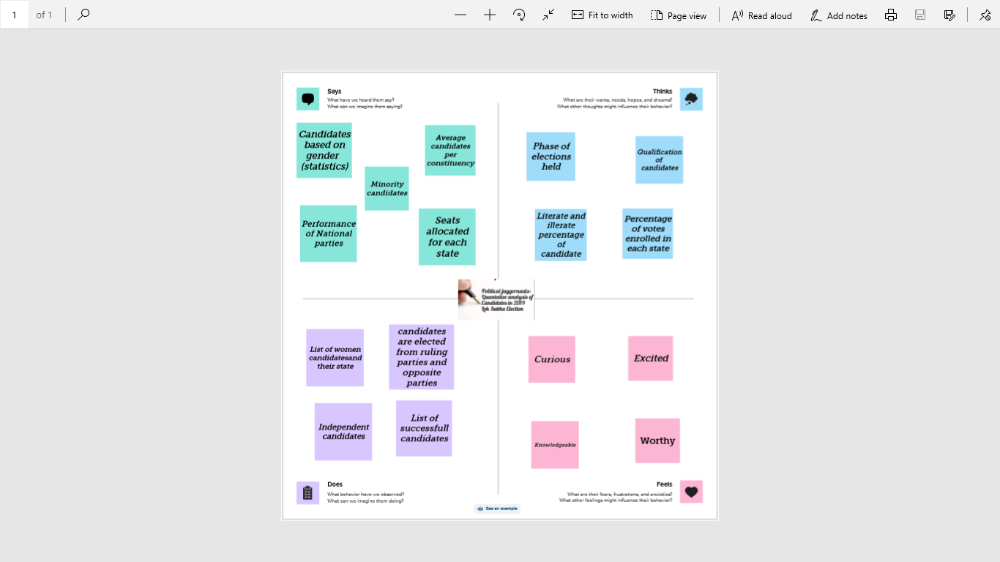 1 of 1
Fit to width
Page view
Read aloud
Add notes
Says
What have we heard them say?
What can we imagine them saying?
Thinks
What are their wants, needs, hopes, and dreams?
What other thoughts might influence their behavior?
Candidates
based on
gender
(statistics)
Average
candidates
per
constituency
Minority
candidates
Performance
of National
parties
Seats
allocated
for each
state
Phase of
elections
held
Qualification
of
candidates
Literate and
illerate
percentage
of
candidate
Percentage
of votes
enrolled in
each state
Political jaggernauts:
Quantative analysis of
Candidates in 2019
Lok Sabha Election
List of women
candidatesand
their state
candidates
are elected
from ruling
parties and
opposite
parties
Independent
candidates
List of
successfull
candidates
Curious
Excited
Knowledgeable
Worthy
Does
What behavior have we observed?
What can we imagine them doing?
Feels
What are their fears, frustrations, and anxieties?
What other feelings might influence their behavior?
See an example